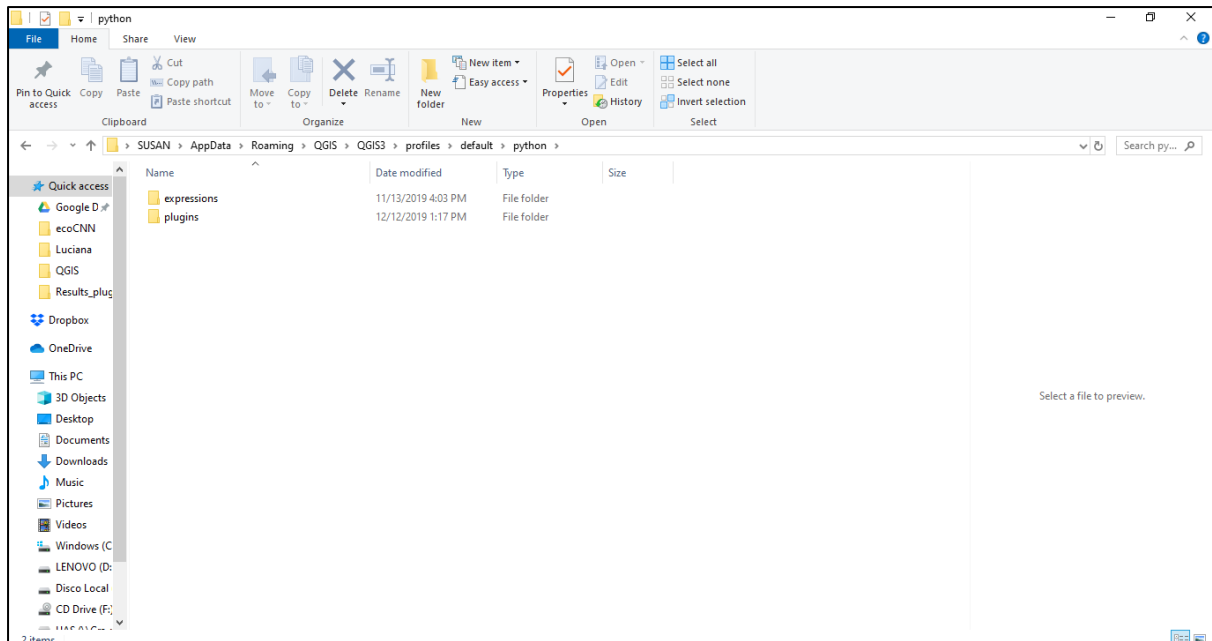 python
File Home Share View
Pin to Quick access
Copy
Paste
Cut
Copy path
Paste shortcut
Clipboard
Move to
Copy to
Delete
Rename
Organize
New folder
New item
Easy access
New
Properties
Open
Edit
History
Open
Select all
Select none
Invert selection
Select
SUSAN > AppData > Roaming > QGIS > QGIS3 > profiles > default > python >
Search py...
Name Date modified Type Size
expressions 11/13/2019 4:03 PM File folder
plugins 12/12/2019 1:17 PM File folder
Quick access
Google D
ecoCNN
Luciana
QGIS
Results_plug
Dropbox
OneDrive
This PC
3D Objects
Desktop
Documents
Downloads
Music
Pictures
Videos
Windows (C
LENOVO (D:
Disco Local
CD Drive (F:)
Select a file to preview.
2 items